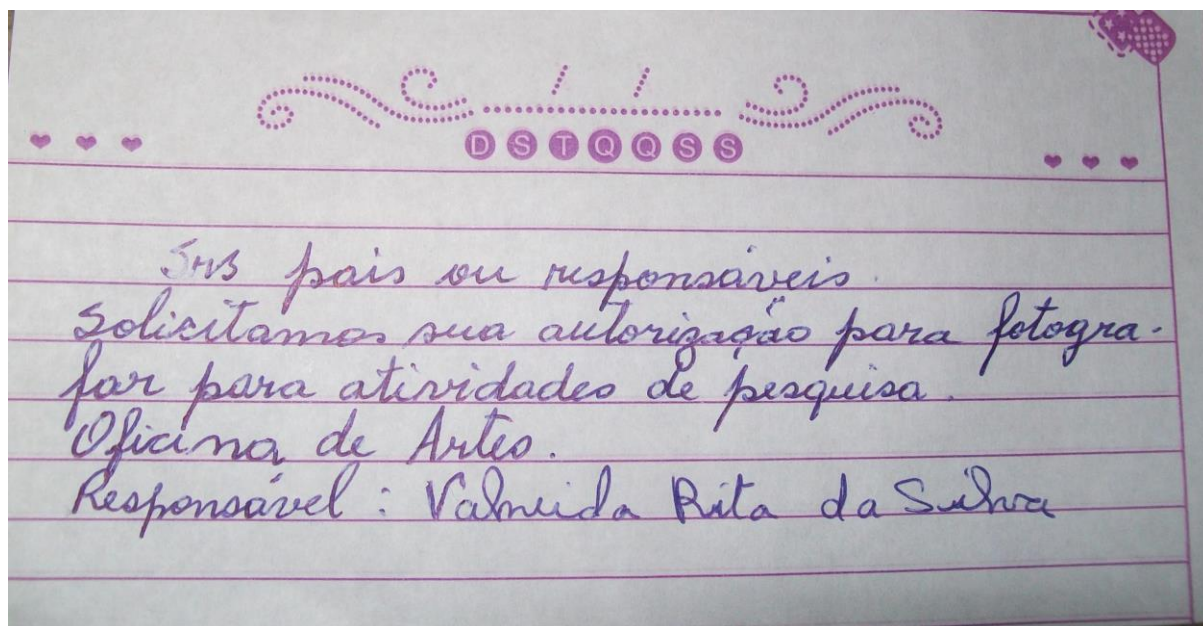 / /
D S T Q Q S S
Srs pais ou responsáveis.
Solicitamos sua autorização para fotogra-
far para atividades de pesquisa.
Oficina de Artes.
Responsável: Valmeida Rita da Silva